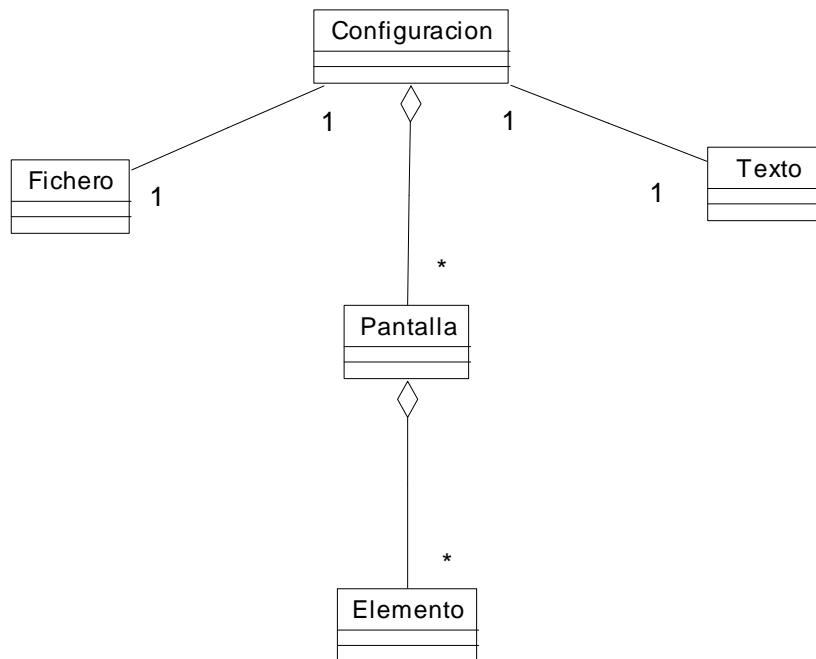 Configuracion
1
1
Fichero
1
1
Texto
*
Pantalla
*
Elemento